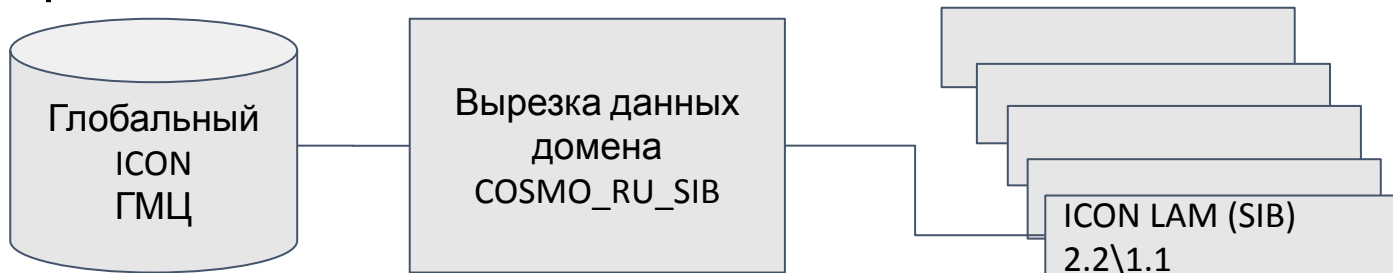 Глобальный
ICON
ГМЦ
Вырезка данных
домена
COSMO_RU_SIB
ICON LAM (SIB)
2.2\1.1